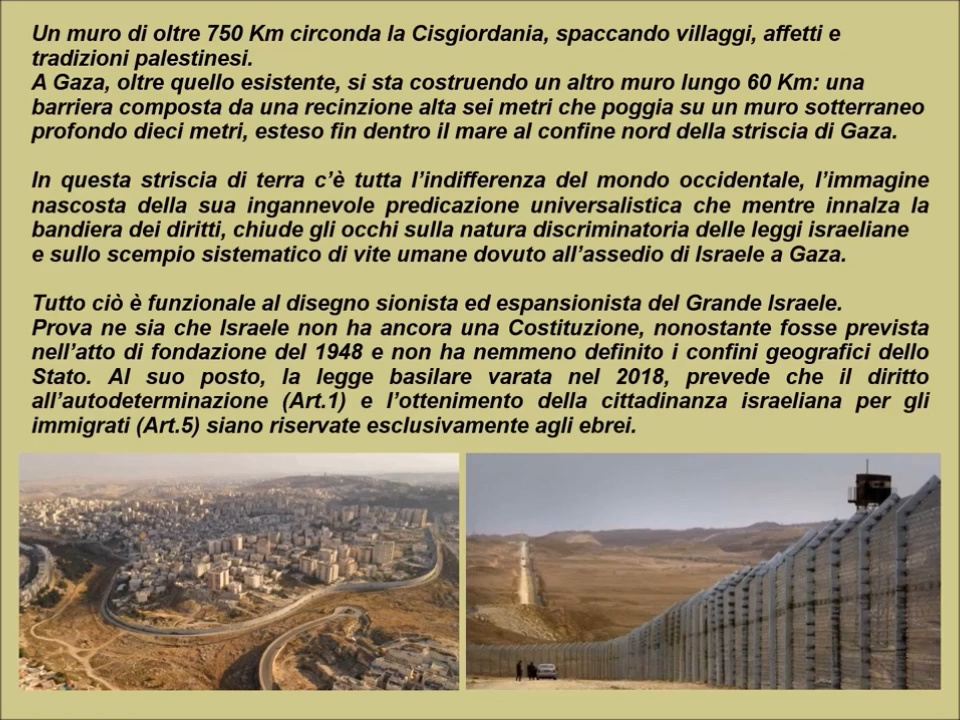 Un muro di oltre 750 Km circonda la Cisgiordania, spaccando villaggi, affetti e
tradizioni palestinesi.
A Gaza, oltre quello esistente, si sta costruendo un altro muro lungo 60 Km: una
barriera composta da una recinzione alta sei metri che poggia su un muro sotterraneo
profondo dieci metri, esteso fin dentro il mare al confine nord della striscia di Gaza.
In questa striscia di terra c’è tutta l’indifferenza del mondo occidentale, l’immagine
nascosta della sua ingannevole predicazione universalistica che mentre innalza la
bandiera dei diritti, chiude gli occhi sulla natura discriminatoria delle leggi israeliane
e sullo scempio sistematico di vite umane dovuto all’assedio di Israele a Gaza.
Tutto ciò è funzionale al disegno sionista ed espansionista del Grande Israele.
Prova ne sia che Israele non ha ancora una Costituzione, nonostante fosse prevista
nell’atto di fondazione del 1948 e non ha nemmeno definito i confini geografici dello
Stato. Al suo posto, la legge basilare varata nel 2018, prevede che il diritto
all’autodeterminazione (Art.1) e l’ottenimento della cittadinanza israeliana per gli
immigrati (Art.5) siano riservate esclusivamente agli ebrei.